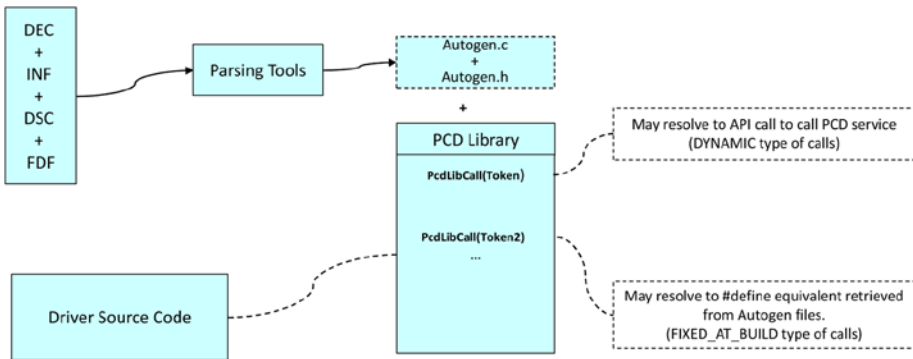 DEC
+
INF
+
DSC
+
FDF
Parsing Tools
Autogen.c
+
Autogen.h
+
PCD Library
PcdLibCall(Token)
PcdLibCall(Token2)
...
Driver Source Code
May resolve to API call to call PCD service
(DYNAMIC type of calls)
May resolve to #define equivalent retrieved
from Autogen files.
(FIXED_AT_BUILD type of calls)